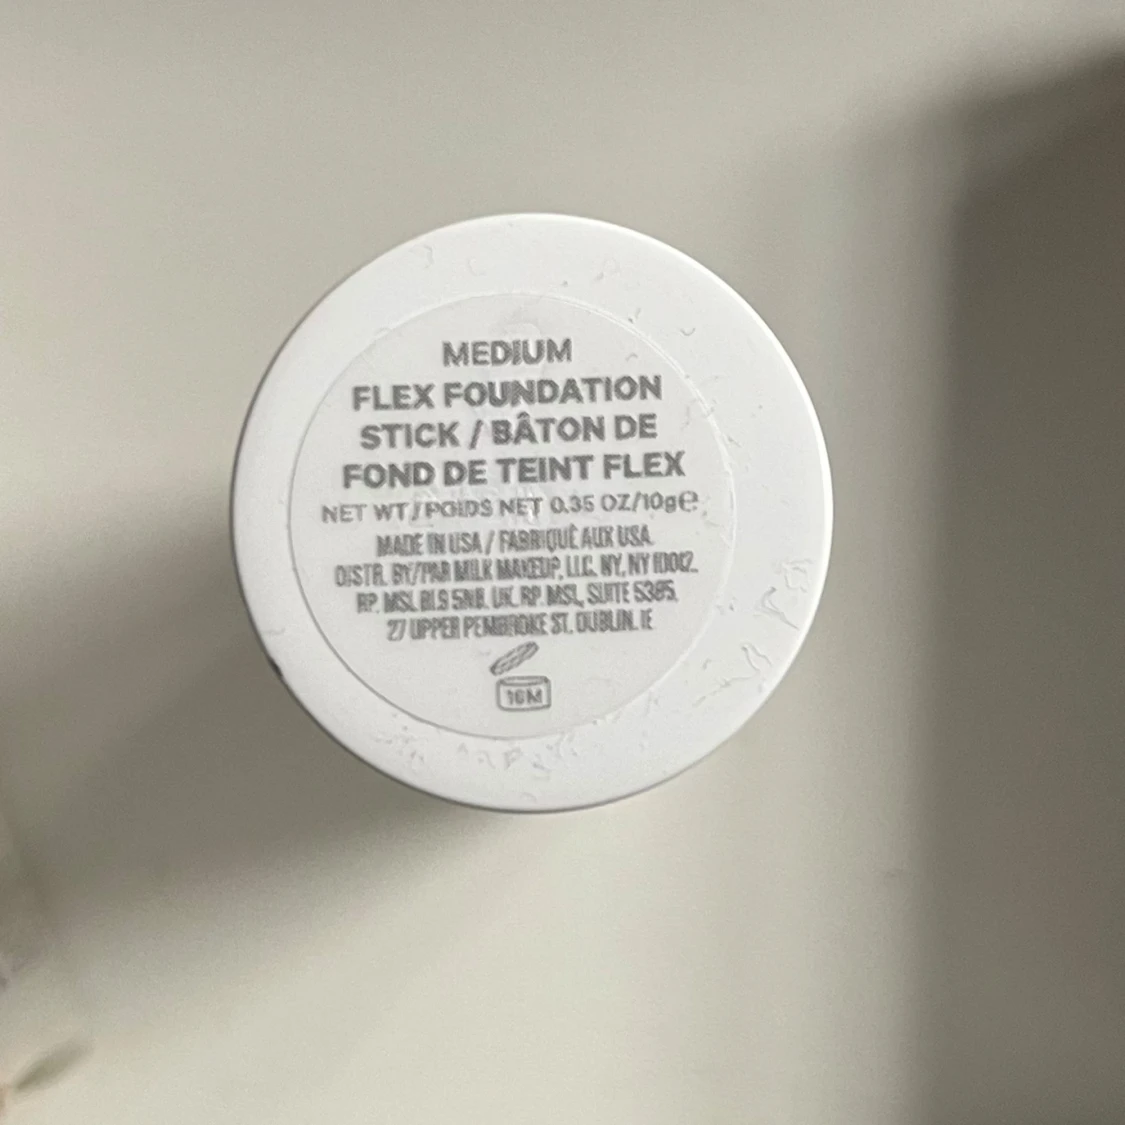 MEDIUM
FLEX FOUNDATION
STICK / BÂTON DE
FOND DE TEINT FLEX
NET WT / POIDS NET 0.35 OZ/10g℮
MADE IN USA / FABRIQUÉ AUX USA.
DISTR. BY/PAR MILK MAKEUP, LLC. NY, NY 10012.
RP. MSL BL9 5NB. UK. RP. MSL, SUITE
27 UPPER PEMBROKE ST. DUBLIN. IE